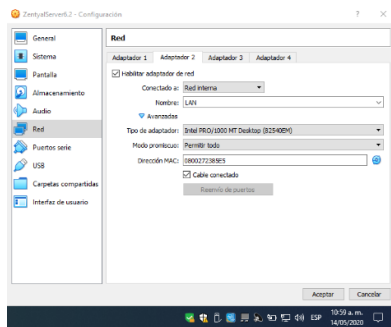 ZentyalServer6.2 - Configuración
General
Sistema
Pantalla
Almacenamiento
Audio
Red
Puertos serie
USB
Carpetas compartidas
Interfaz de usuario
Red
Adaptador 1 Adaptador 2 Adaptador 3 Adaptador 4
Habilitar adaptador de red
Conectado a: Red interna
Nombre: LAN
Avanzadas
Tipo de adaptador: Intel PRO/1000 MT Desktop (82540EM)
Modo promiscuo: Permitir todo
Dirección MAC: 0800272385E5
Cable conectado
Reenvío de puertos
Aceptar Cancelar
ESP
10:59 a. m.
14/05/2020